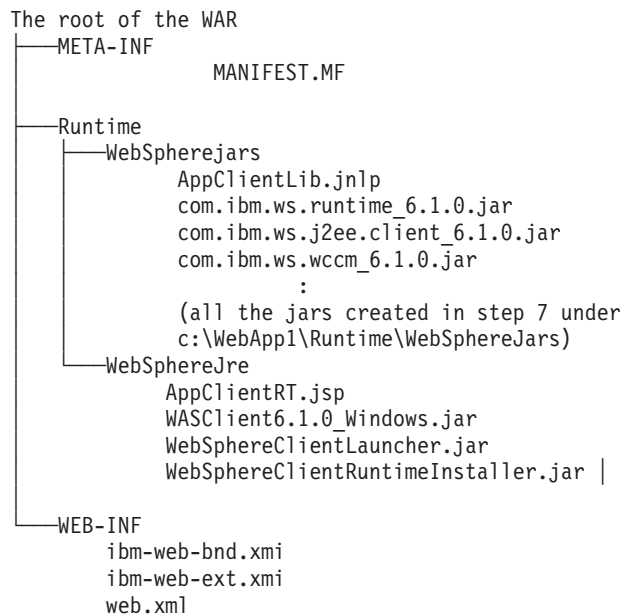 The root of the WAR
META-INF
MANIFEST.MF
Runtime
WebSpherejars
AppClientLib.jnlp
com.ibm.ws.runtime_6.1.0.jar
com.ibm.ws.j2ee.client_6.1.0.jar
com.ibm.ws.wccm_6.1.0.jar
:
(all the jars created in step 7 under
c:\WebApp1\Runtime\WebSphereJars)
WebSphereJre
AppClientRT.jsp
WASClient6.1.0_Windows.jar
WebSphereClientLauncher.jar
WebSphereClientRuntimeInstaller.jar |
WEB-INF
ibm-web-bnd.xmi
ibm-web-ext.xmi
web.xml